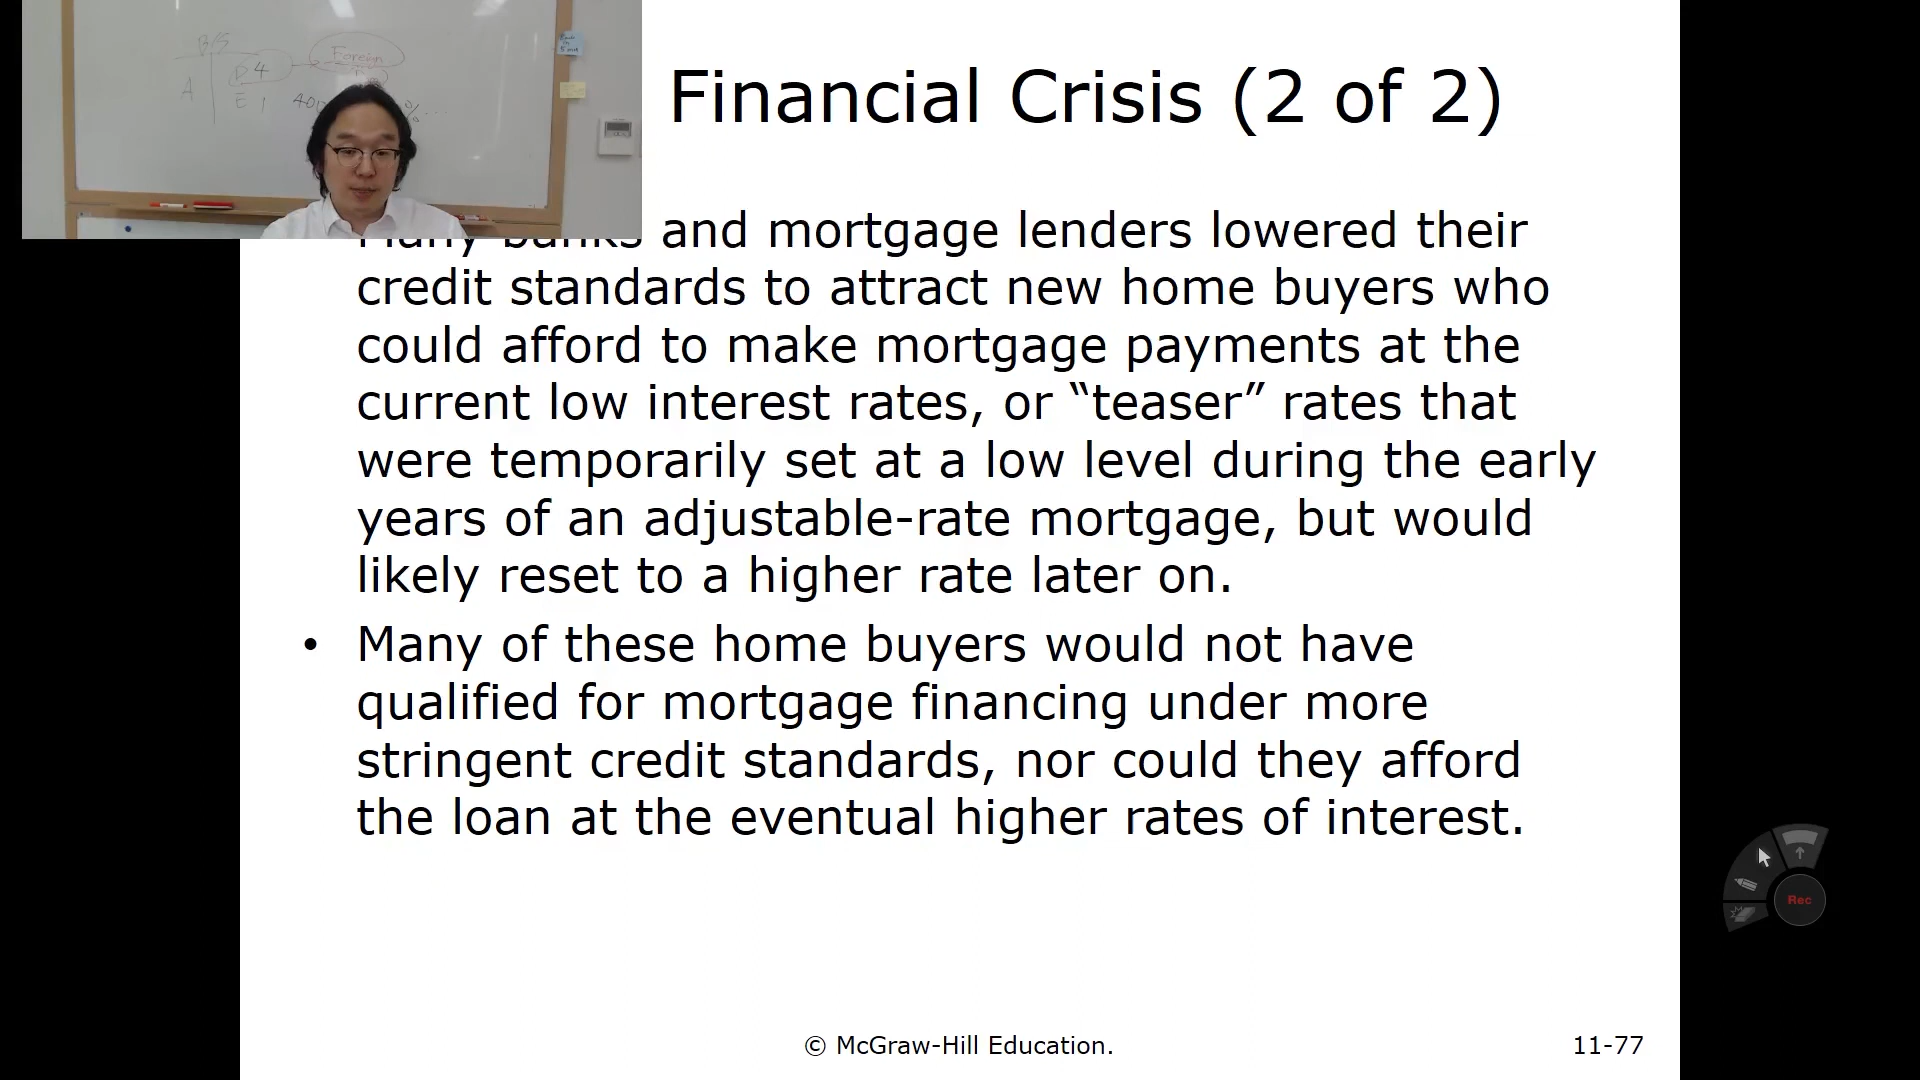 B/S
Foreign
D 4
A
E 1
Financial Crisis (2 of 2)
Many banks and mortgage lenders lowered their
credit standards to attract new home buyers who
could afford to make mortgage payments at the
current low interest rates, or “teaser” rates that
were temporarily set at a low level during the early
years of an adjustable-rate mortgage, but would
likely reset to a higher rate later on.
• Many of these home buyers would not have
qualified for mortgage financing under more
stringent credit standards, nor could they afford
the loan at the eventual higher rates of interest.
Rec
© McGraw-Hill Education.
11-77